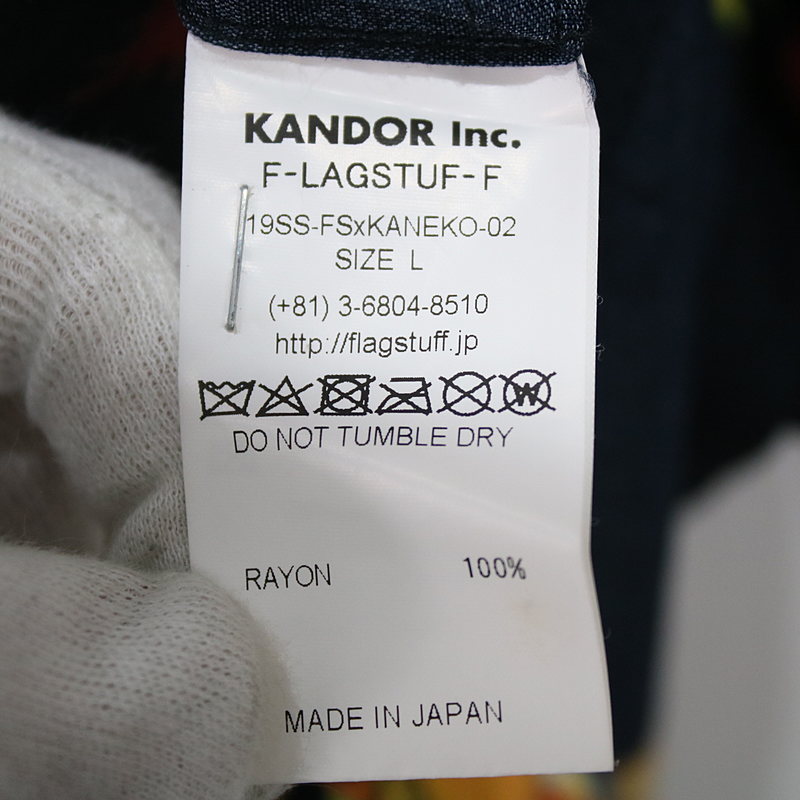 KANDOR Inc.
F-LAGSTUF-F
19SS-FSxKANEKO-02
SIZE L
(+81) 3-6804-8510
http://flagstuff.jp
W
DO NOT TUMBLE DRY
RAYON 100%
MADE IN JAPAN